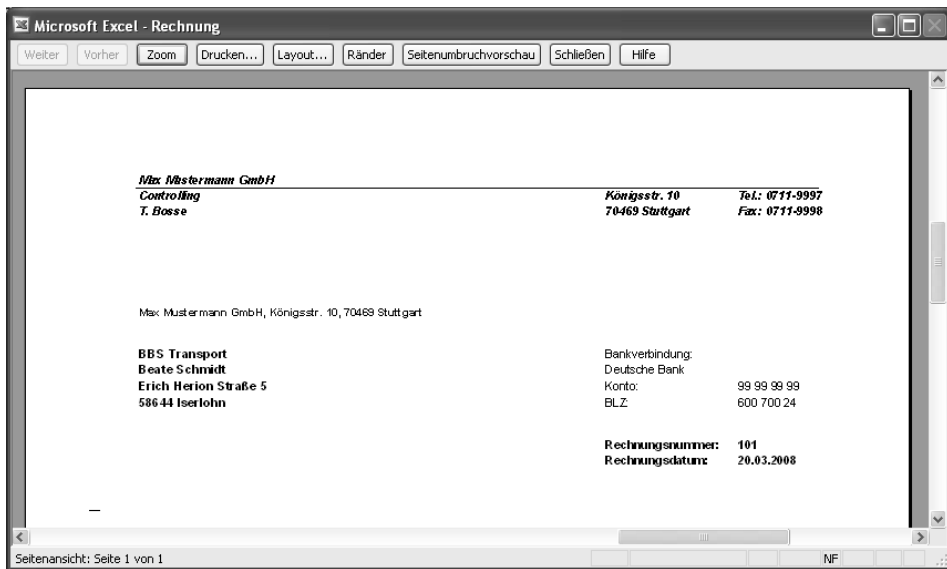 Microsoft Excel - Rechnung
Weiter Vorher Zoom Drucken... Layout... Ränder Seitenumbruchvorschau Schließen Hilfe
Max Mustermann GmbH
Controlling Königsstr. 10 Tel.: 0711-9997
T. Bosse 70469 Stuttgart Fax: 0711-9998
Max Mustermann GmbH, Königsstr. 10, 70469 Stuttgart
BBS Transport Bankverbindung:
Beate Schmidt Deutsche Bank
Erich Herion Straße 5 Konto: 99 99 99 99
58644 Iserlohn BLZ: 600 700 24
Rechnungsnummer: 101
Rechnungsdatum: 20.03.2008
Seitenansicht: Seite 1 von 1 NF